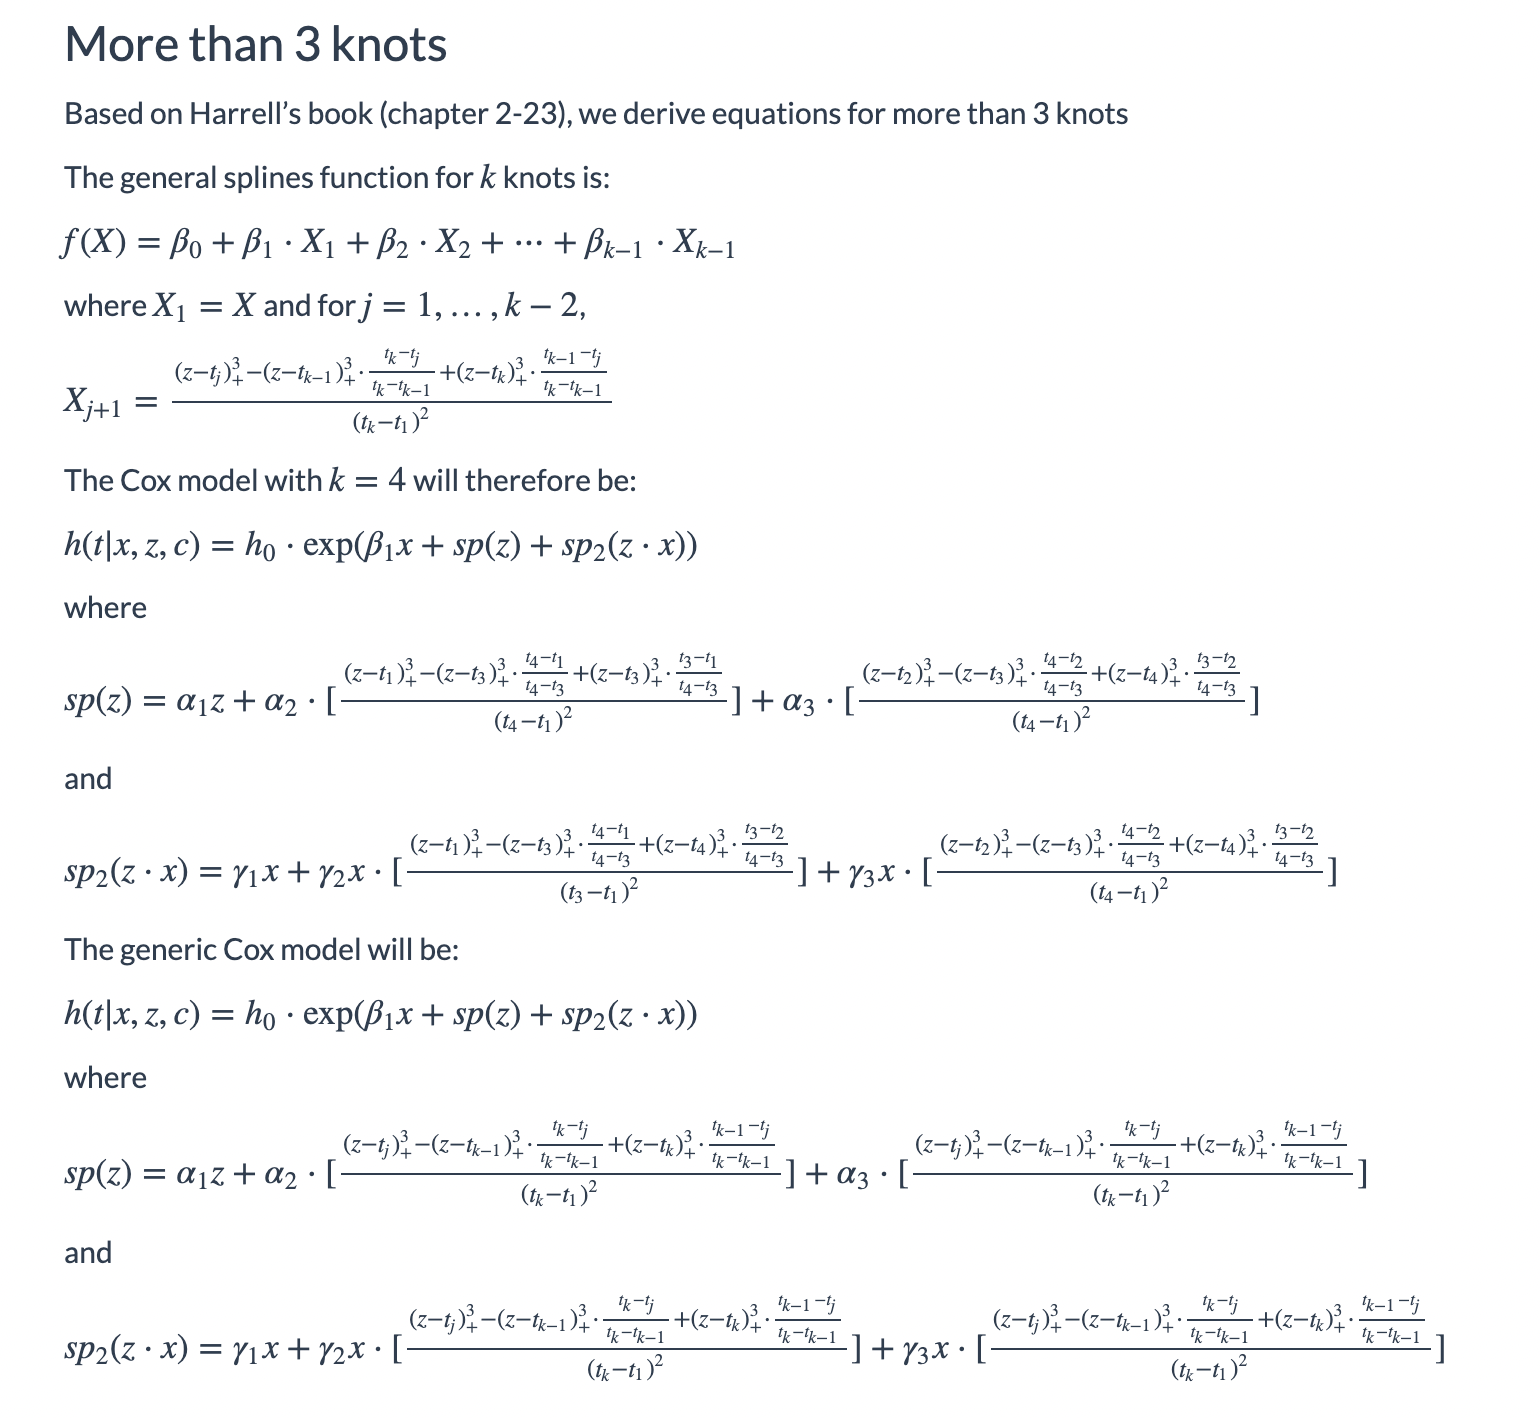 More than 3 knots
Based on Harrell's book (chapter 2-23), we derive equations for more than 3 knots
The general splines function for $k$ knots is:
$f(X) = \beta_0 + \beta_1 \cdot X_1 + \beta_2 \cdot X_2 + \cdots + \beta_{k-1} \cdot X_{k-1}$
where $X_1 = X$ and for $j = 1, \ldots, k-2,$
$X_{j+1} = \frac{(z-t_j)_+^3-(z-t_{k-1})_+^3 \cdot \frac{t_k-t_j}{t_k-t_{k-1}}+(z-t_k)_+^3 \cdot \frac{t_{k-1}-t_j}{t_k-t_{k-1}}}{(t_k-t_1)^2}$
The Cox model with $k = 4$ will therefore be:
$h(t|x, z, c) = h_0 \cdot \exp(\beta_1 x + sp(z) + sp_2(z \cdot x))$
where
$sp(z) = \alpha_1 z + \alpha_2 \cdot [\frac{(z-t_1)_+^3-(z-t_3)_+^3 \cdot \frac{t_4-t_1}{t_4-t_3}+(z-t_3)_+^3 \cdot \frac{t_3-t_1}{t_4-t_3}}{(t_4-t_1)^2}] + \alpha_3 \cdot [\frac{(z-t_2)_+^3-(z-t_3)_+^3 \cdot \frac{t_4-t_2}{t_4-t_3}+(z-t_4)_+^3 \cdot \frac{t_3-t_2}{t_4-t_3}}{(t_4-t_1)^2}]$
and
$sp_2(z \cdot x) = \gamma_1 x + \gamma_2 x \cdot [\frac{(z-t_1)_+^3-(z-t_3)_+^3 \cdot \frac{t_4-t_1}{t_4-t_3}+(z-t_4)_+^3 \cdot \frac{t_3-t_2}{t_4-t_3}}{(t_3-t_1)^2}] + \gamma_3 x \cdot [\frac{(z-t_2)_+^3-(z-t_3)_+^3 \cdot \frac{t_4-t_2}{t_4-t_3}+(z-t_4)_+^3 \cdot \frac{t_3-t_2}{t_4-t_3}}{(t_4-t_1)^2}]$
The generic Cox model will be:
$h(t|x, z, c) = h_0 \cdot \exp(\beta_1 x + sp(z) + sp_2(z \cdot x))$
where
$sp(z) = \alpha_1 z + \alpha_2 \cdot [\frac{(z-t_j)_+^3-(z-t_{k-1})_+^3 \cdot \frac{t_k-t_j}{t_k-t_{k-1}}+(z-t_k)_+^3 \cdot \frac{t_{k-1}-t_j}{t_k-t_{k-1}}}{(t_k-t_1)^2}] + \alpha_3 \cdot [\frac{(z-t_j)_+^3-(z-t_{k-1})_+^3 \cdot \frac{t_k-t_j}{t_k-t_{k-1}}+(z-t_k)_+^3 \cdot \frac{t_{k-1}-t_j}{t_k-t_{k-1}}}{(t_k-t_1)^2}]$
and
$sp_2(z \cdot x) = \gamma_1 x + \gamma_2 x \cdot [\frac{(z-t_j)_+^3-(z-t_{k-1})_+^3 \cdot \frac{t_k-t_j}{t_k-t_{k-1}}+(z-t_k)_+^3 \cdot \frac{t_{k-1}-t_j}{t_k-t_{k-1}}}{(t_k-t_1)^2}] + \gamma_3 x \cdot [\frac{(z-t_j)_+^3-(z-t_{k-1})_+^3 \cdot \frac{t_k-t_j}{t_k-t_{k-1}}+(z-t_k)_+^3 \cdot \frac{t_{k-1}-t_j}{t_k-t_{k-1}}}{(t_k-t_1)^2}]$